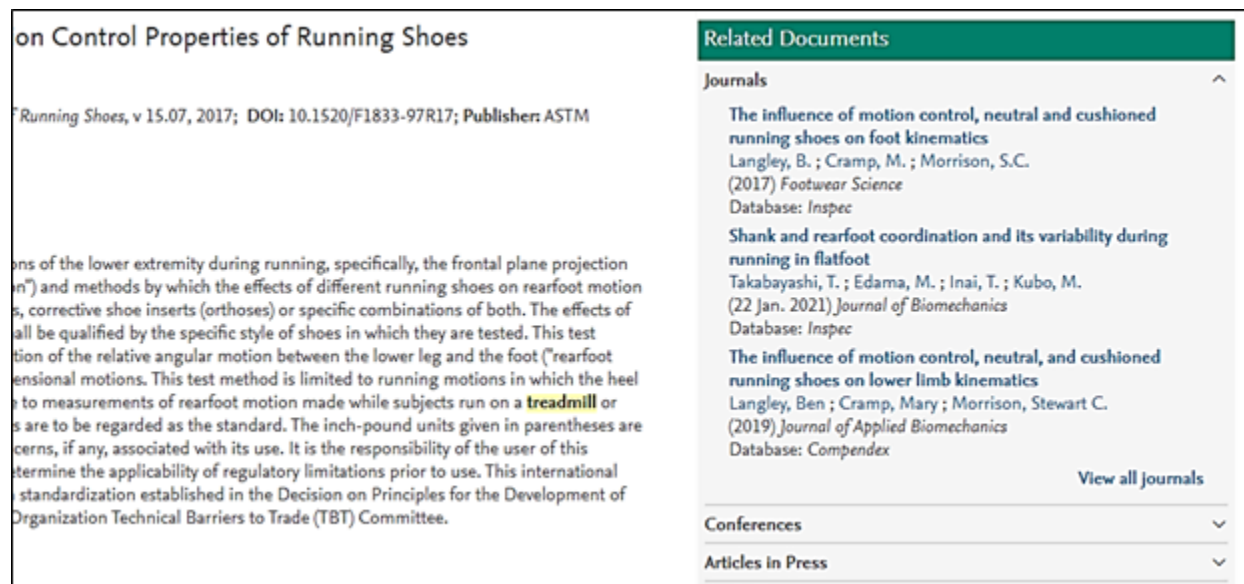 on Control Properties of Running Shoes
Running Shoes, v 15.07, 2017; DOI: 10.1520/F1833-97R17; Publisher: ASTM
ons of the lower extremity during running, specifically, the frontal plane projection
on") and methods by which the effects of different running shoes on rearfoot motion
s, corrective shoe inserts (orthoses) or specific combinations of both. The effects of
all be qualified by the specific style of shoes in which they are tested. This test
tion of the relative angular motion between the lower leg and the foot ("rearfoot
ensional motions. This test method is limited to running motions in which the heel
e to measurements of rearfoot motion made while subjects run on a treadmill or
s are to be regarded as the standard. The inch-pound units given in parentheses are
cerns, if any, associated with its use. It is the responsibility of the user of this
etermine the applicability of regulatory limitations prior to use. This international
standardization established in the Decision on Principles for the Development of
Organization Technical Barriers to Trade (TBT) Committee.
Related Documents
Journals
The influence of motion control, neutral and cushioned
running shoes on foot kinematics
Langley, B. ; Cramp, M. ; Morrison, S.C.
(2017) Footwear Science
Database: Inspec
Shank and rearfoot coordination and its variability during
running in flatfoot
Takabayashi, T. ; Edama, M. ; Inai, T. ; Kubo, M.
(22 Jan. 2021) Journal of Biomechanics
Database: Inspec
The influence of motion control, neutral, and cushioned
running shoes on lower limb kinematics
Langley, Ben ; Cramp, Mary ; Morrison, Stewart C.
(2019) Journal of Applied Biomechanics
Database: Compendex
View all journals
Conferences
Articles in Press